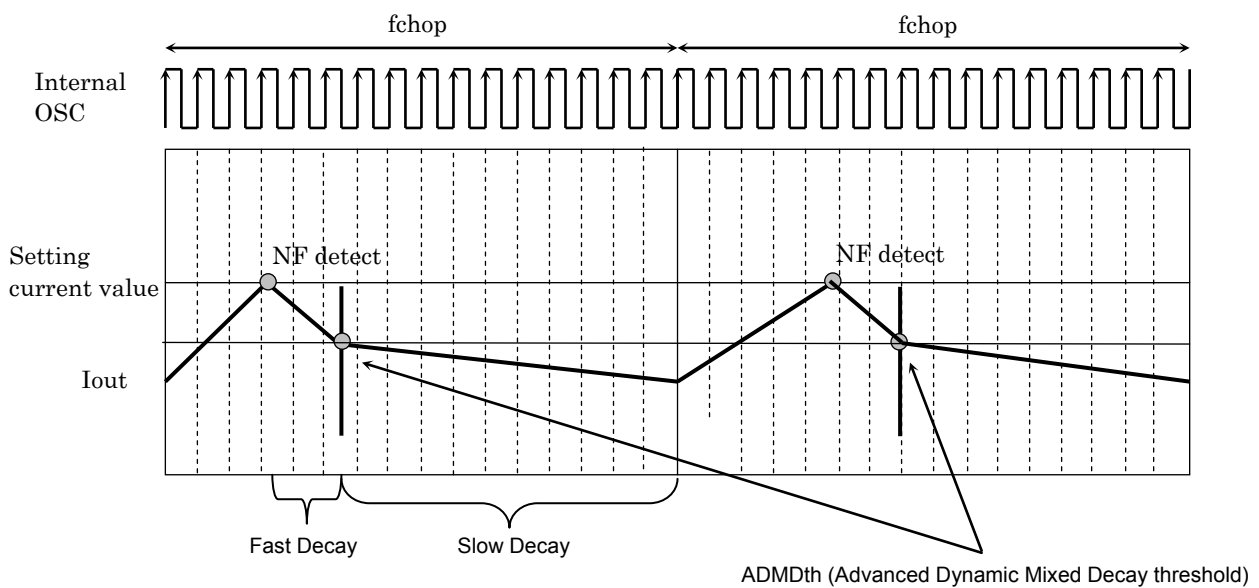 fchop
fchop
Internal
OSC
NF detect
NF detect
Setting
current value
Iout
Fast Decay
Slow Decay
ADMDth (Advanced Dynamic Mixed Decay threshold)